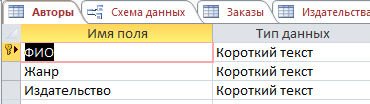 Авторы Схема данных Заказы Издательства
Имя поля Тип данных
ФИО Короткий текст
Жанр Короткий текст
Издательство Короткий текст